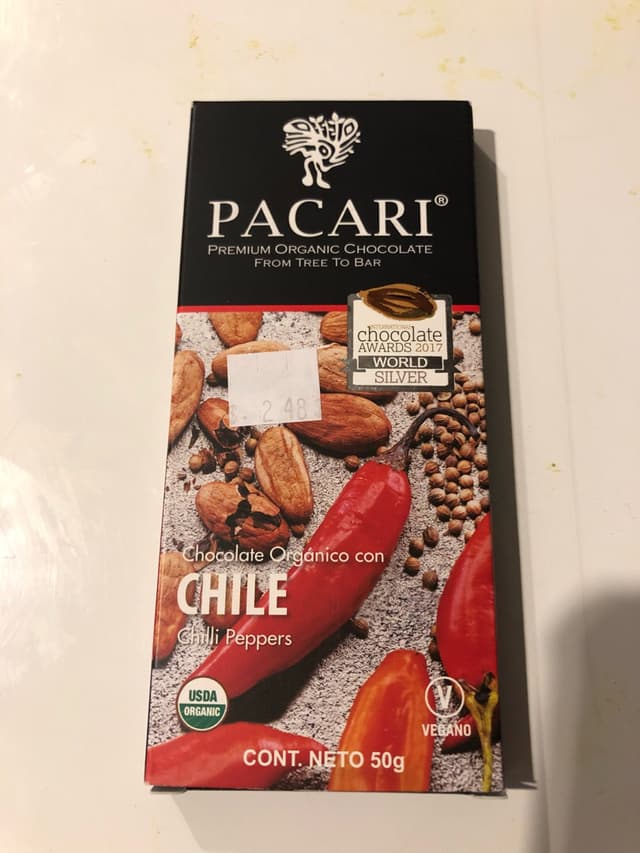 PACARI®
PREMIUM ORGANIC CHOCOLATE
FROM TREE TO BAR
INTERNATIONAL
chocolate
AWARDS 2017
WORLD
SILVER
2 48
Chocolate Orgánico con
CHILE
Chilli Peppers
USDA
ORGANIC
V
VEGANO
CONT. NETO 50g